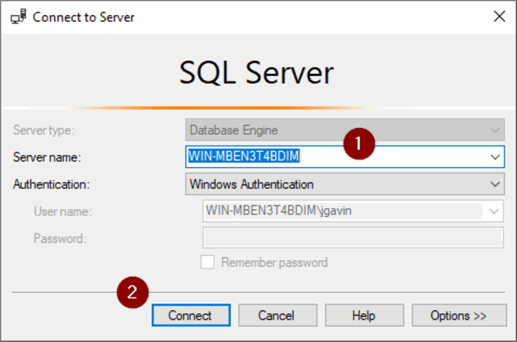 Connect to Server
SQL Server
Server type: Database Engine
1
Server name: WIN-MBEN3T4BDIM
Authentication: Windows Authentication
User name: WIN-MBEN3T4BDIM\jgavin
Password:
Remember password
2
Connect Cancel Help Options >>